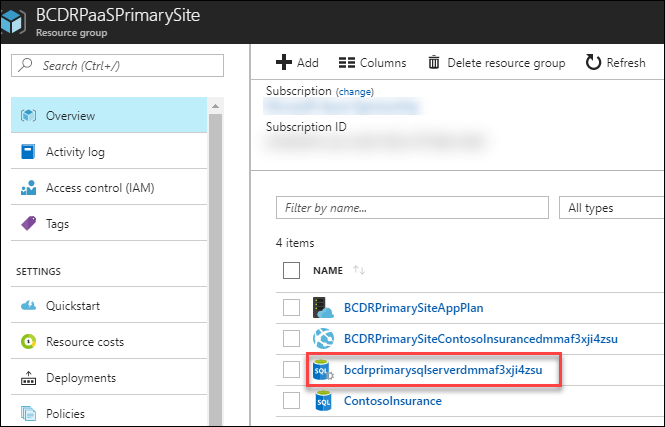 BCDRPaaSPrimarySite
Resource group
Search (Ctrl+/)
Overview
Activity log
Access control (IAM)
Tags
SETTINGS
Quickstart
Resource costs
Deployments
Policies
Add Columns Delete resource group Refresh
Subscription (change)
Subscription ID
Filter by name...
All types
4 items
NAME
BCDRPrimarySiteAppPlan
BCDRPrimarySiteContosoInsurancedmmaf3xji4zsu
SQL bcdrprimarysqlserverdmmaf3xji4zsu
SQL ContosoInsurance